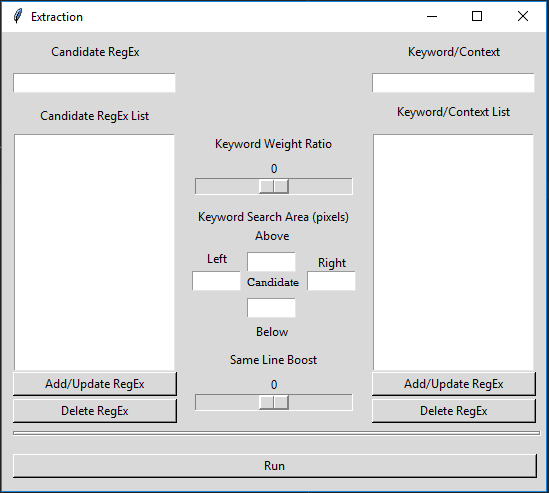 Extraction
Candidate RegEx
Keyword/Context
Candidate RegEx List
Keyword/Context List
Keyword Weight Ratio
0
Keyword Search Area (pixels)
Above
Left
Right
Candidate
Below
Same Line Boost
0
Add/Update RegEx
Add/Update RegEx
Delete RegEx
Delete RegEx
Run